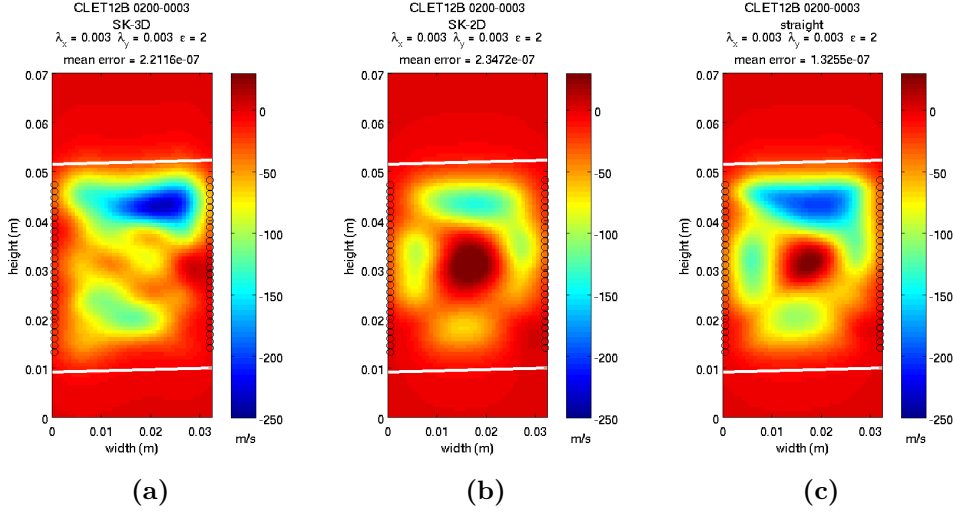 CLET12B 0200-0003
SK-3D
λx = 0.003 λy = 0.003 ε = 2
mean error = 2.2116e-07
0.07
0.06
0.05
0.04
0.03
0.02
0.01
0
height (m)
0 0.01 0.02 0.03
width (m)
0
-50
-100
-150
-200
-250
m/s
(a)
CLET12B 0200-0003
SK-2D
λx = 0.003 λy = 0.003 ε = 2
mean error = 2.3472e-07
0.07
0.06
0.05
0.04
0.03
0.02
0.01
0
height (m)
0 0.01 0.02 0.03
width (m)
0
-50
-100
-150
-200
-250
m/s
(b)
CLET12B 0200-0003
straight
λx = 0.003 λy = 0.003 ε = 2
mean error = 1.3255e-07
0.07
0.06
0.05
0.04
0.03
0.02
0.01
0
height (m)
0 0.01 0.02 0.03
width (m)
0
-50
-100
-150
-200
-250
m/s
(c)